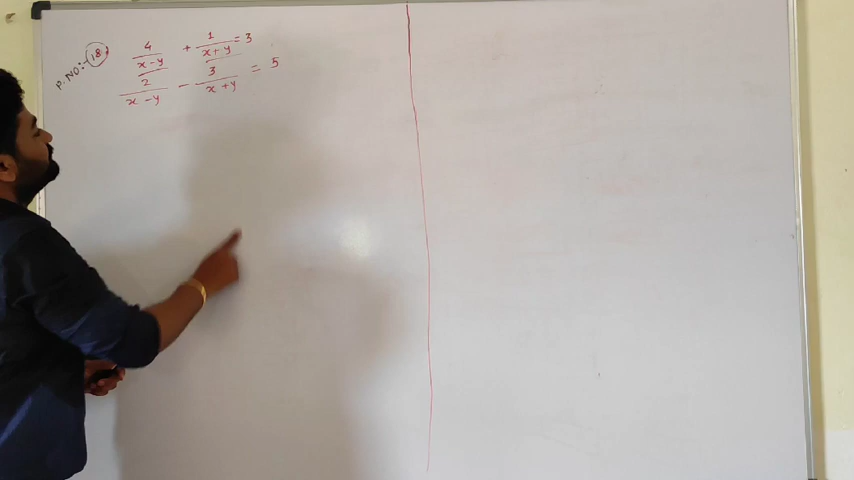 P.NO:- 18 4/(x-y) + 1/(x+y) = 3
2/(x-y) - 3/(x+y) = 5